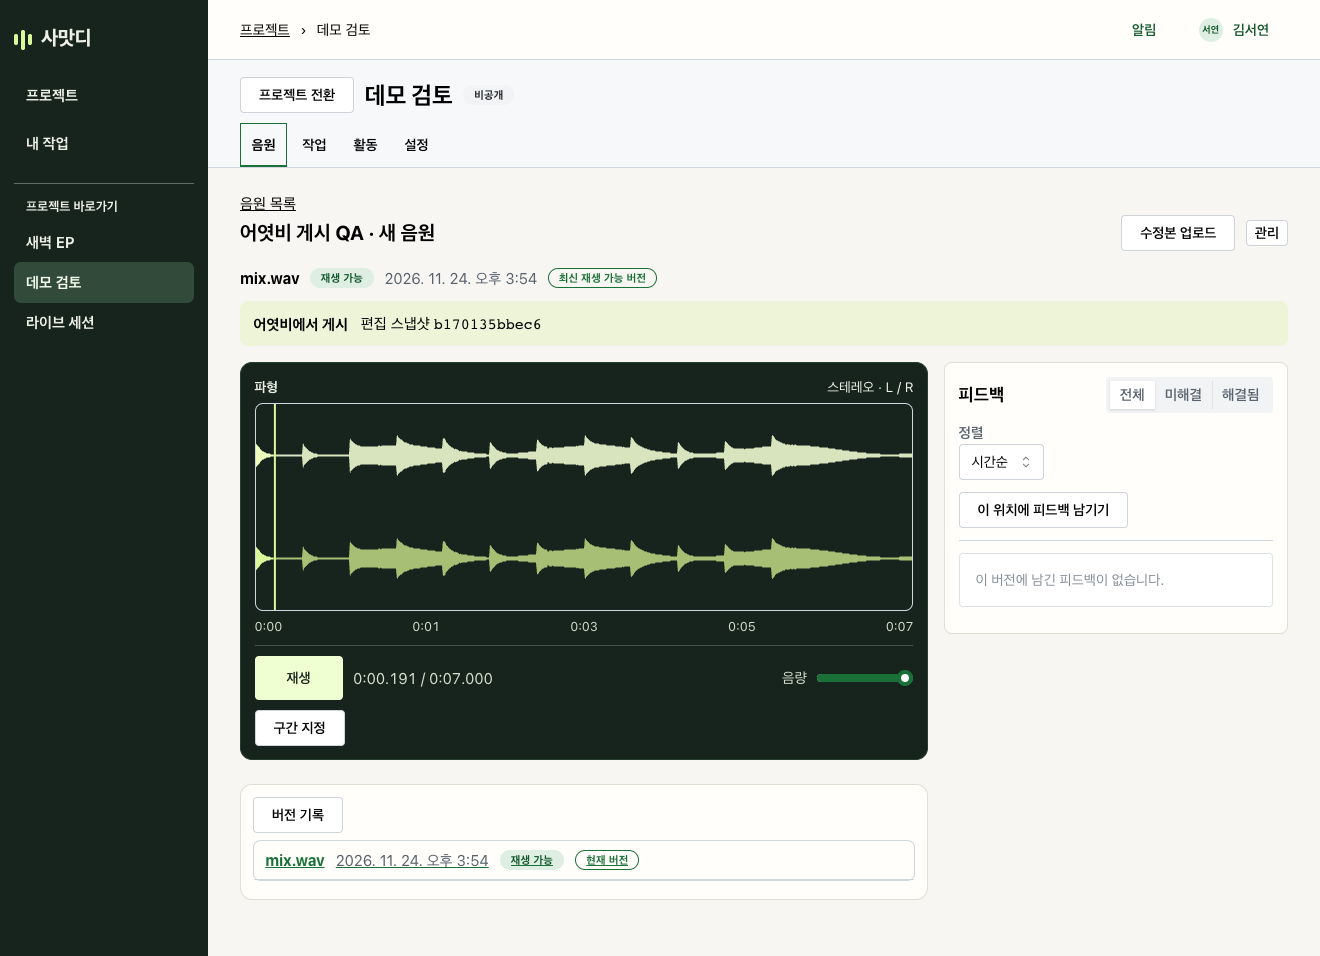 사맛디
프로젝트
내 작업
프로젝트 바로가기
새벽 EP
데모 검토
라이브 세션
프로젝트 › 데모 검토
알림
서연 김서연
프로젝트 전환 데모 검토 비공개
음원 작업 활동 설정
음원 목록
어엿비 게시 QA · 새 음원
수정본 업로드 관리
mix.wav 재생 가능 2026. 11. 24. 오후 3:54 최신 재생 가능 버전
어엿비에서 게시 편집 스냅샷 b170135bbec6
파형 스테레오 · L / R
0:00 0:01 0:03 0:05 0:07
재생 0:00.191 / 0:07.000 음량
구간 지정
피드백 전체 미해결 해결됨
정렬
시간순
이 위치에 피드백 남기기
이 버전에 남긴 피드백이 없습니다.
버전 기록
mix.wav 2026. 11. 24. 오후 3:54 재생 가능 현재 버전